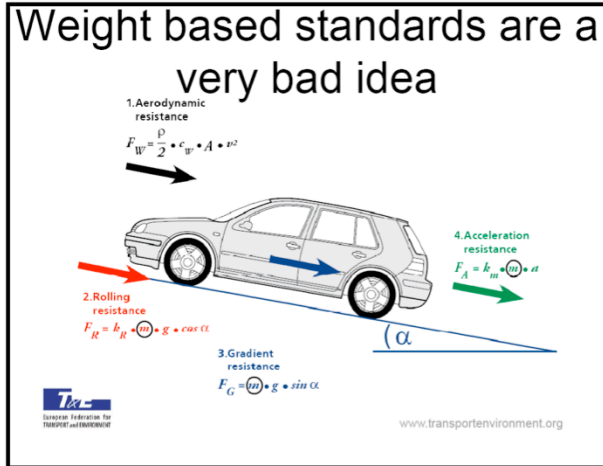 Weight based standards are a
very bad idea
1.Aerodynamic
resistance
F_W = ρ/2 • c_w • A • v²
4.Acceleration
resistance
F_A = k_m • m • a
2.Rolling
resistance
F_R = k_R • m • g • cos α
α
3.Gradient
resistance
F_G = m • g • sin α
T&E
European Federation for
TRANSPORT and ENVIRONMENT
www.transportenvironment.org